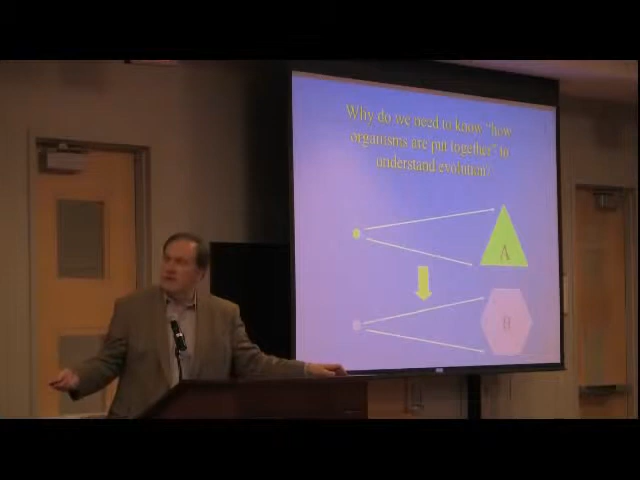 Why do we need to know "how
organisms are put together" to
understand evolution?
A
B